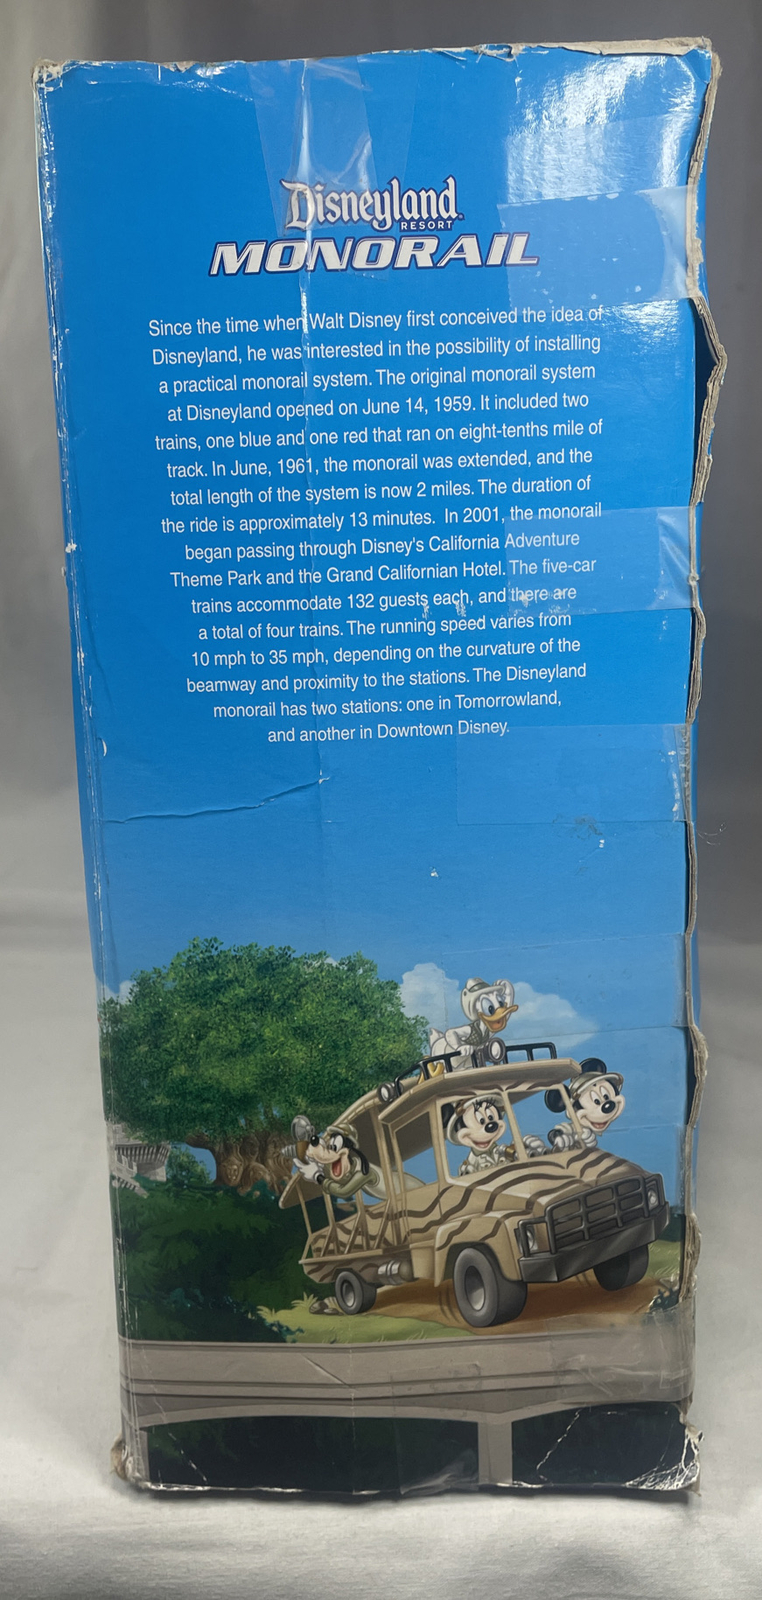 Disneyland
RESORT
MONORAIL
Since the time when Walt Disney first conceived the idea of
Disneyland, he was interested in the possibility of installing
a practical monorail system. The original monorail system
at Disneyland opened on June 14, 1959. It included two
trains, one blue and one red that ran on eight-tenths mile of
track. In June, 1961, the monorail was extended, and the
total length of the system is now 2 miles. The duration of
the ride is approximately 13 minutes. In 2001, the monorail
began passing through Disney's California Adventure
Theme Park and the Grand Californian Hotel. The five-car
trains accommodate 132 guests each, and there are
a total of four trains. The running speed varies from
10 mph to 35 mph, depending on the curvature of the
beamway and proximity to the stations. The Disneyland
monorail has two stations: one in Tomorrowland,
and another in Downtown Disney.